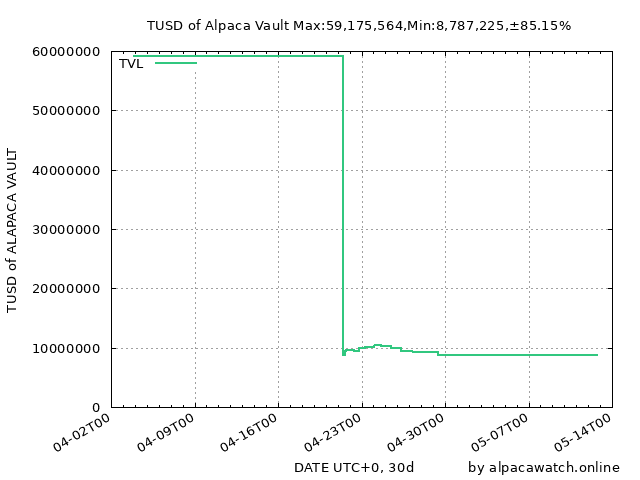 TUSD of Alpaca Vault Max:59,175,564,Min:8,787,225,±85.15%
TUSD of ALAPACA VAULT
TVL
60000000
50000000
40000000
30000000
20000000
10000000
0
04-02T00
04-09T00
04-16T00
04-23T00
04-30T00
05-07T00
05-14T00
DATE UTC+0, 30d
by alpacawatch.online